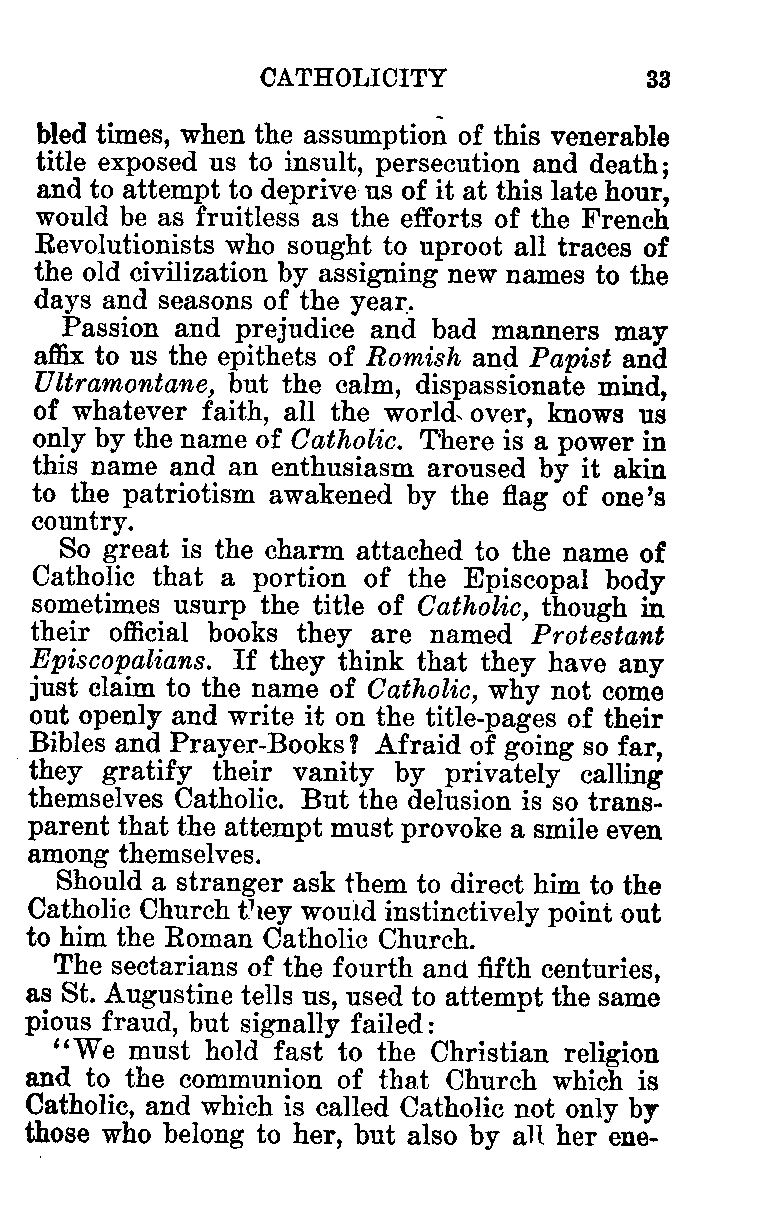 CATHOLICITY 33
bled times, when the assumption of this venerable
title exposed us to insult, persecution and death;
and to attempt to deprive us of it at this late hour,
would be as fruitless as the efforts of the French
Revolutionists who sought to uproot all traces of
the old civilization by assigning new names to the
days and seasons of the year.
Passion and prejudice and bad manners may
affix to us the epithets of Romish and Papist and
Ultramontane, but the calm, dispassionate mind,
of whatever faith, all the world over, knows us
only by the name of Catholic. There is a power in
this name and an enthusiasm aroused by it akin
to the patriotism awakened by the flag of one's
country.
So great is the charm attached to the name of
Catholic that a portion of the Episcopal body
sometimes usurp the title of Catholic, though in
their official books they are named Protestant
Episcopalians. If they think that they have any
just claim to the name of Catholic, why not come
out openly and write it on the title-pages of their
Bibles and Prayer-Books? Afraid of going so far,
they gratify their vanity by privately calling
themselves Catholic. But the delusion is so trans-
parent that the attempt must provoke a smile even
among themselves.
Should a stranger ask them to direct him to the
Catholic Church they would instinctively point out
to him the Roman Catholic Church.
The sectarians of the fourth and fifth centuries,
as St. Augustine tells us, used to attempt the same
pious fraud, but signally failed:
"We must hold fast to the Christian religion
and to the communion of that Church which is
Catholic, and which is called Catholic not only by
those who belong to her, but also by all her ene-